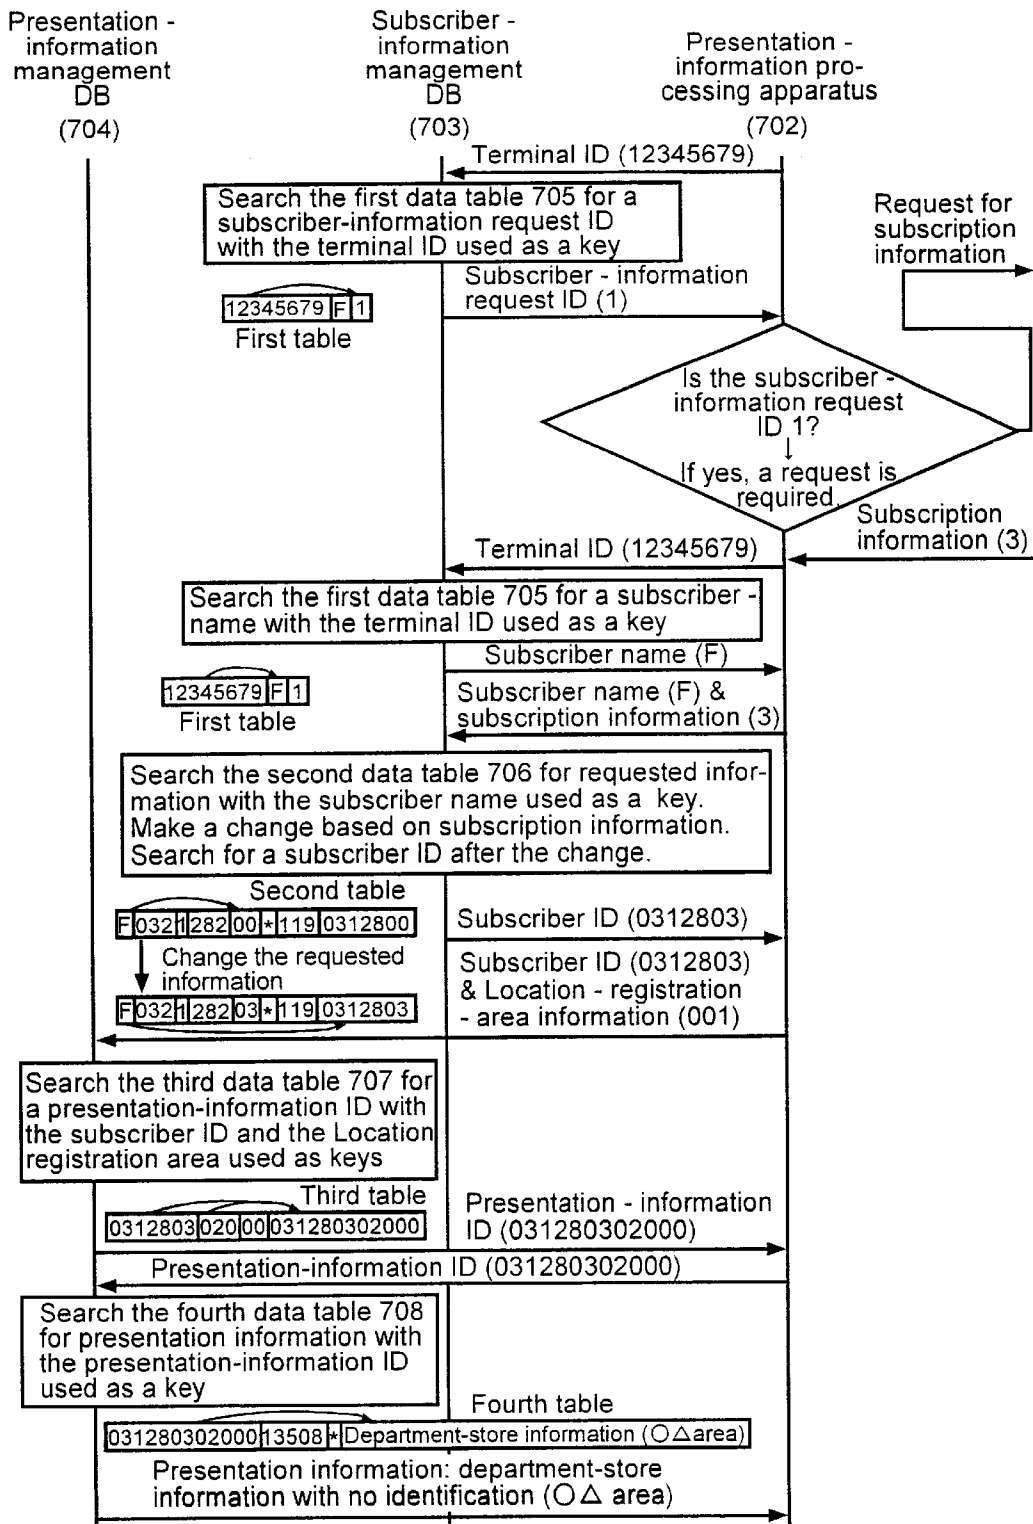 Presentation -
information
management
DB
(704)
Subscriber -
information
management
DB
(703)
Presentation -
information pro-
cessing apparatus
(702)
Terminal ID (12345679)
Search the first data table 705 for a
subscriber-information request ID
with the terminal ID used as a key
Request for
subscription
information
Subscriber - information
request ID (1)
12345679 F 1
First table
Is the subscriber -
information request
ID 1?
↓
If yes, a request is
required.
Subscription
information (3)
Terminal ID (12345679)
Search the first data table 705 for a subscriber -
name with the terminal ID used as a key
Subscriber name (F)
12345679 F 1
First table
Subscriber name (F) &
subscription information (3)
Search the second data table 706 for requested infor-
mation with the subscriber name used as a key.
Make a change based on subscription information.
Search for a subscriber ID after the change.
Second table
F 032 1 282 00 * 119 0312800
Subscriber ID (0312803)
Change the requested
information
F 032 1 282 03 * 119 0312803
Subscriber ID (0312803)
& Location - registration
- area information (001)
Search the third data table 707 for
a presentation-information ID with
the subscriber ID and the Location
registration area used as keys
Third table
0312803 020 00 031280302000
Presentation - information
ID (031280302000)
Presentation-information ID (031280302000)
Search the fourth data table 708
for presentation information with
the presentation-information ID
used as a key
Fourth table
031280302000 13508 * Department-store information (○△area)
Presentation information: department-store
information with no identification (○△ area)